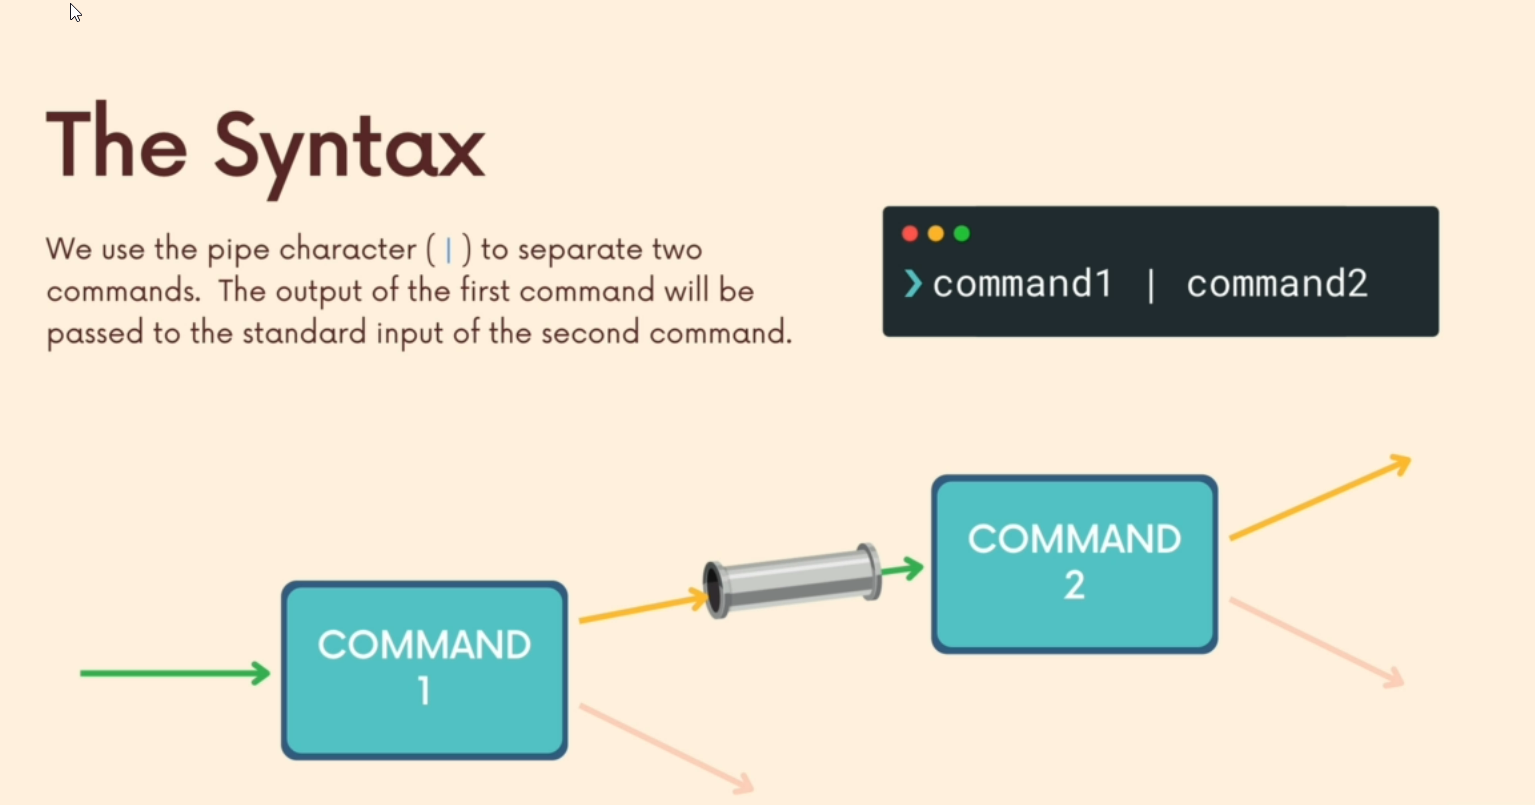 The Syntax
We use the pipe character ( | ) to separate two
commands.  The output of the first command will be
passed to the standard input of the second command.
❯ command1 | command2
COMMAND
1
COMMAND
2